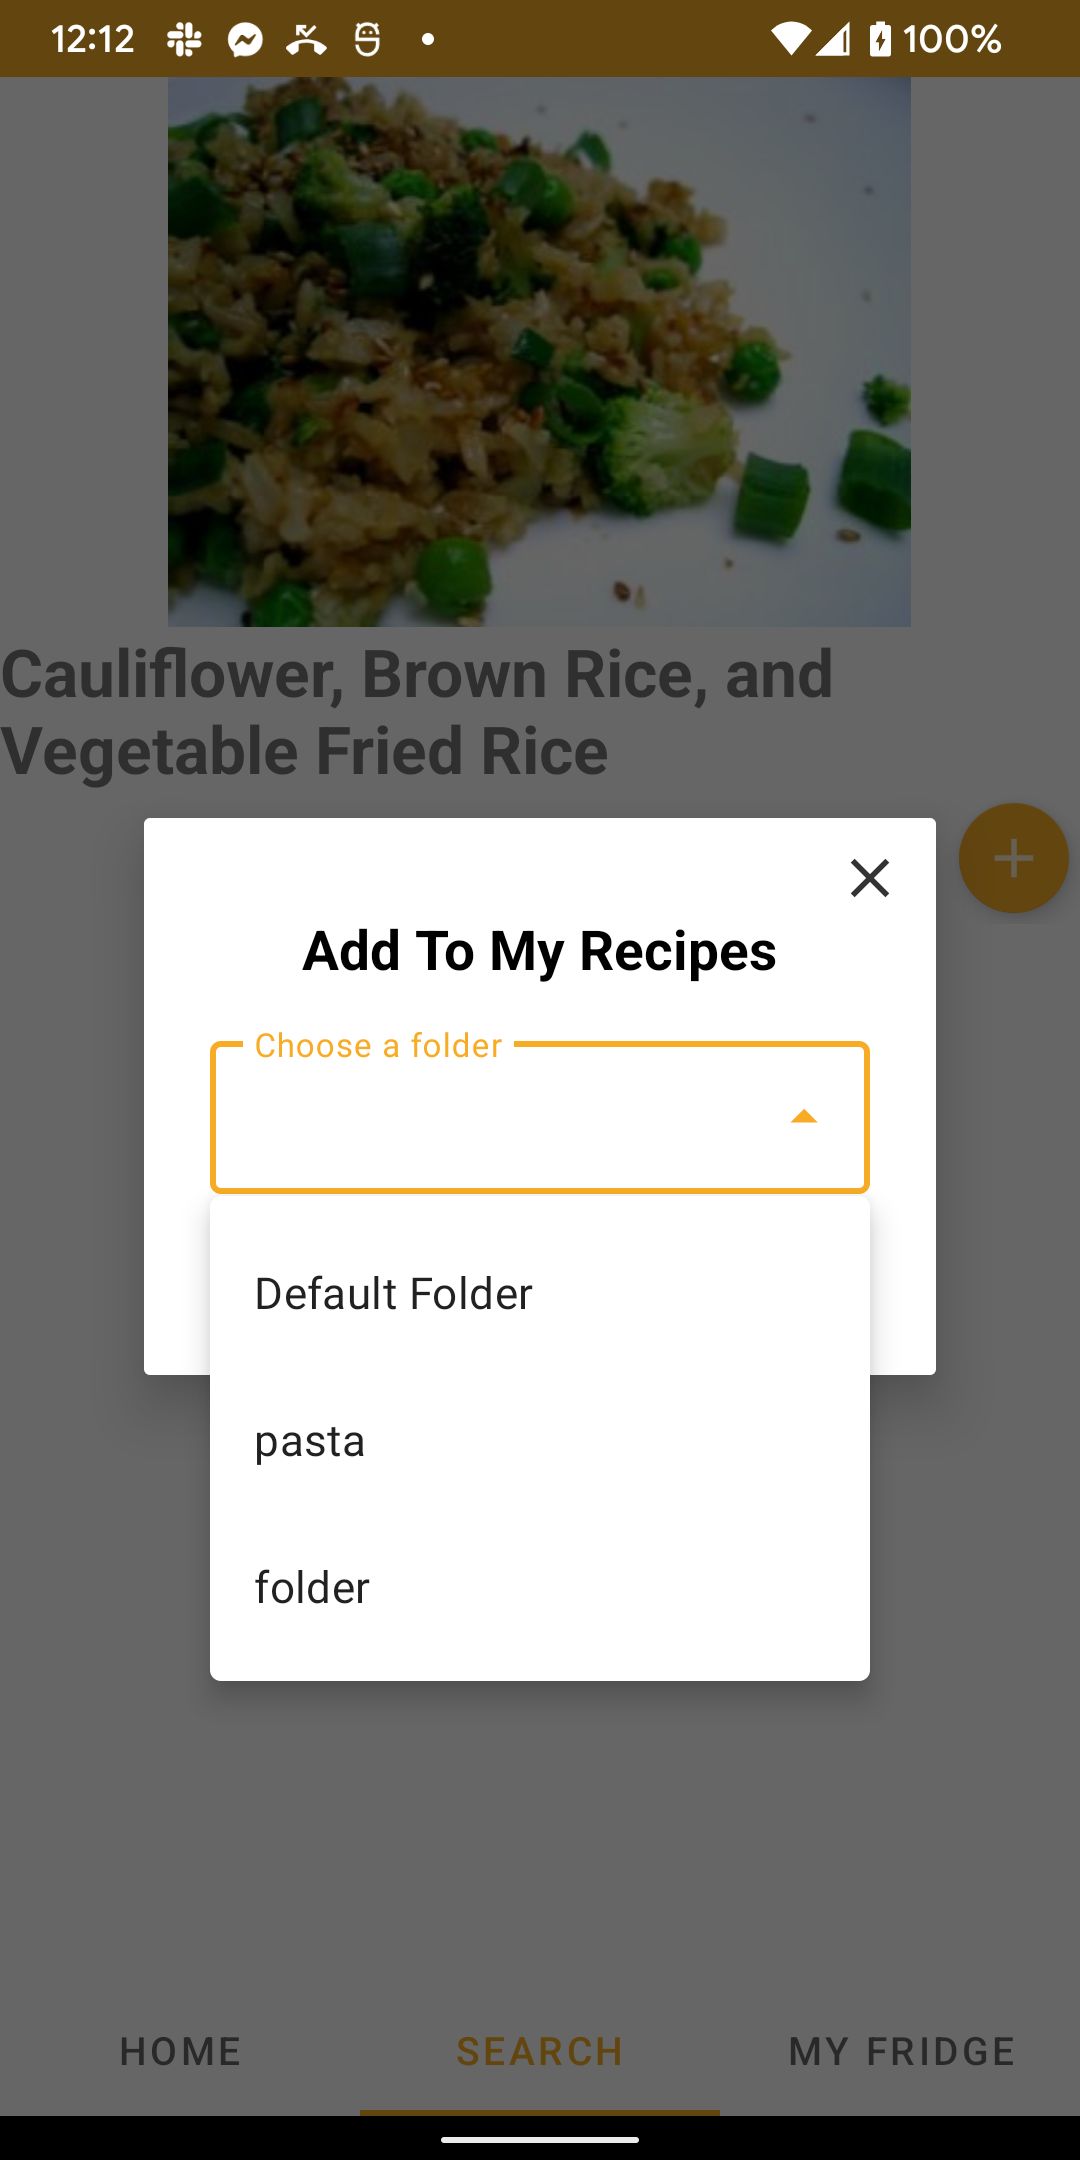 12:12
100%
Cauliflower, Brown Rice, and
Vegetable Fried Rice
Add To My Recipes
Choose a folder
Default Folder
pasta
folder
HOME
SEARCH
MY FRIDGE